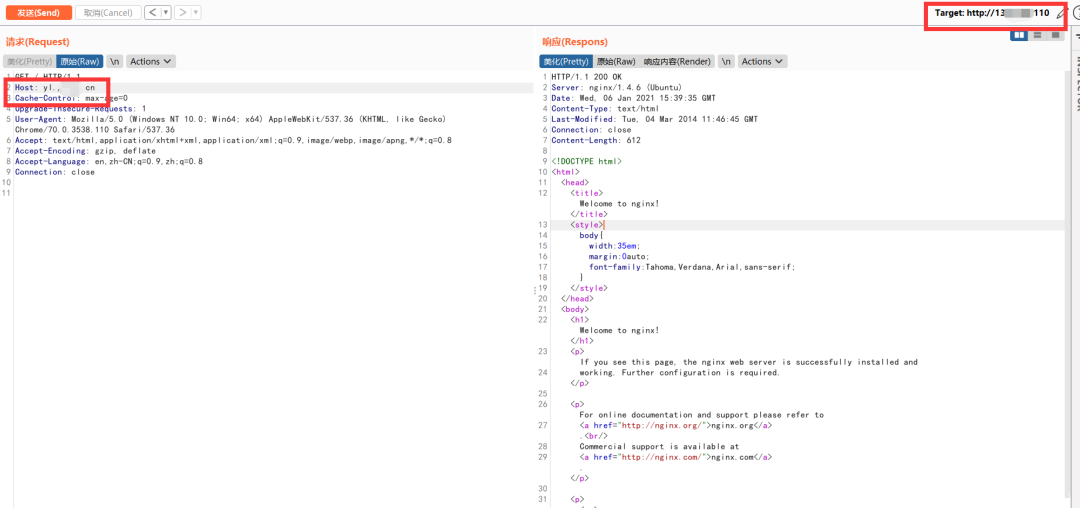 发送(Send) 取消(Cancel) < ▼ > ▼ Target: http://13 110
请求(Request)
美化(Pretty) 原始(Raw) \n Actions
1 GET / HTTP/1.1
2 Host: yl., cn
3 Cache-Control: max-age=0
4 Upgrade-Insecure-Requests: 1
5 User-Agent: Mozilla/5.0 (Windows NT 10.0; Win64; x64) AppleWebKit/537.36 (KHTML, like Gecko)
Chrome/70.0.3538.110 Safari/537.36
6 Accept: text/html,application/xhtml+xml,application/xml;q=0.9,image/webp,image/apng,*/*;q=0.8
7 Accept-Encoding: gzip, deflate
8 Accept-Language: en,zh-CN;q=0.9,zh;q=0.8
9 Connection: close
10
11
响应(Respons)
美化(Pretty) 原始(Raw) 响应内容(Render) \n Actions
1 HTTP/1.1 200 OK
2 Server: nginx/1.4.6 (Ubuntu)
3 Date: Wed, 06 Jan 2021 15:39:35 GMT
4 Content-Type: text/html
5 Last-Modified: Tue, 04 Mar 2014 11:46:45 GMT
6 Connection: close
7 Content-Length: 612
8
9 <!DOCTYPE html>
10 <html>
11 <head>
12 <title>
Welcome to nginx!
</title>
13 <style>
14 body{
15 width:35em;
16 margin:0auto;
17 font-family:Tahoma,Verdana,Arial,sans-serif;
18 }
19 </style>
20 </head>
21 <body>
22 <h1>
Welcome to nginx!
</h1>
23 <p>
If you see this page, the nginx web server is successfully installed and
24 working. Further configuration is required.
</p>
25
26 <p>
For online documentation and support please refer to
27 <a href="http://nginx.org/">nginx.org</a>
.<br/>
28 Commercial support is available at
29 <a href="http://nginx.com/">nginx.com</a>
.
</p>
30
31 <p>